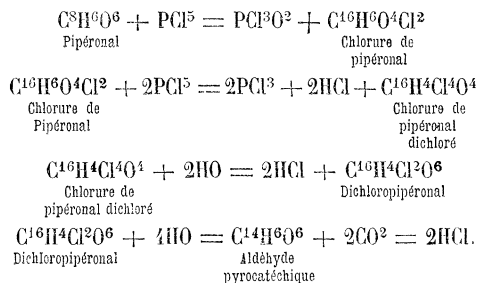 C⁸H⁶O⁶ + PCl⁵ = PCl³O² + C¹⁶H⁶O⁴Cl²
Pipéronal Chlorure de
pipéronal
C¹⁶H⁶O⁴Cl² + 2PCl⁵ = 2PCl³ + 2HCl + C¹⁶H⁴Cl⁴O⁴
Chlorure de Chlorure de
Pipéronal pipéronal
dichloré
C¹⁶H⁴Cl⁴O⁴ + 2HO = 2HCl + C¹⁶H⁴Cl²O⁶
Chlorure de Dichloropipéronal
pipéronal dichloré
C¹⁶H⁴Cl²O⁶ + 4HO = C¹⁴H⁶O⁶ + 2CO² = 2HCl.
Dichloropipéronal Aldéhyde
pyrocatéchique